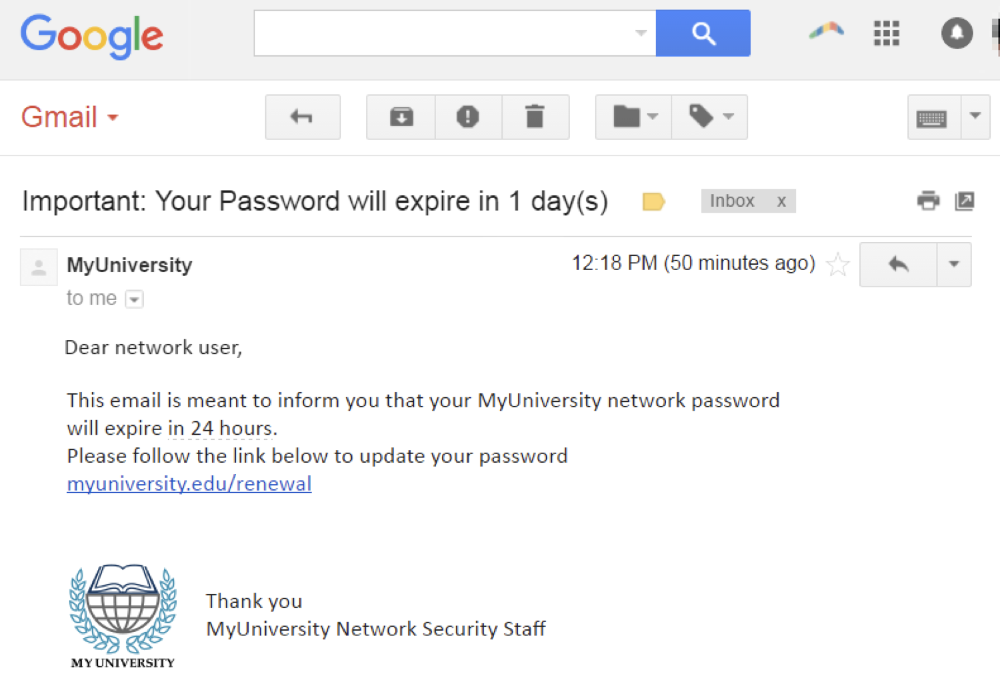 Google
Gmail
Important: Your Password will expire in 1 day(s)
Inbox x
MyUniversity
12:18 PM (50 minutes ago)
to me
Dear network user,
This email is meant to inform you that your MyUniversity network password
will expire in 24 hours.
Please follow the link below to update your password
myuniversity.edu/renewal
Thank you
MyUniversity Network Security Staff
MY UNIVERSITY